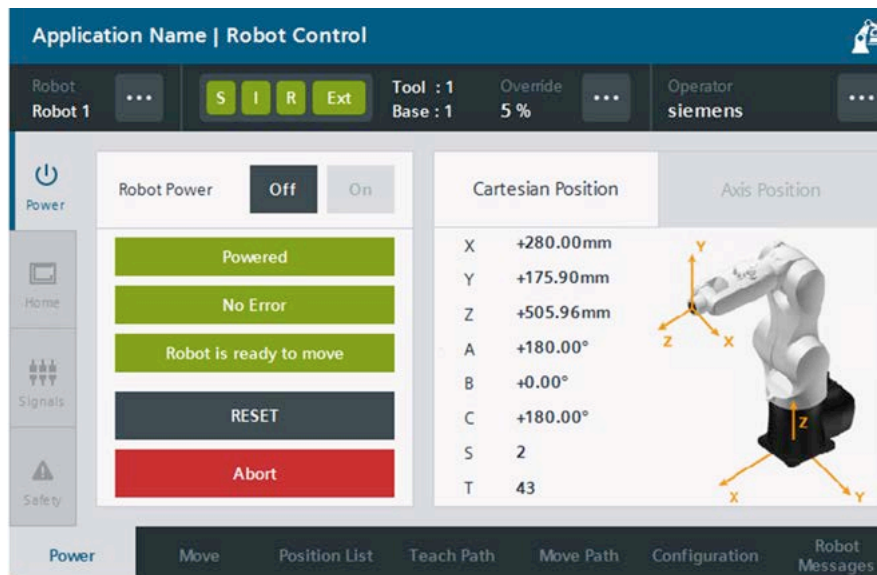 Application Name | Robot Control
Robot
Robot 1
...
S I R Ext
Tool : 1
Base : 1
Override
5 %
...
Operator
siemens
...
Power
Home
Signals
Safety
Robot Power Off On
Powered
No Error
Robot is ready to move
RESET
Abort
Cartesian Position Axis Position
X +280.00mm
Y +175.90mm
Z +505.96mm
A +180.00°
B +0.00°
C +180.00°
S 2
T 43
Y
Z X
Z
X Y
Power Move Position List Teach Path Move Path Configuration Robot Messages